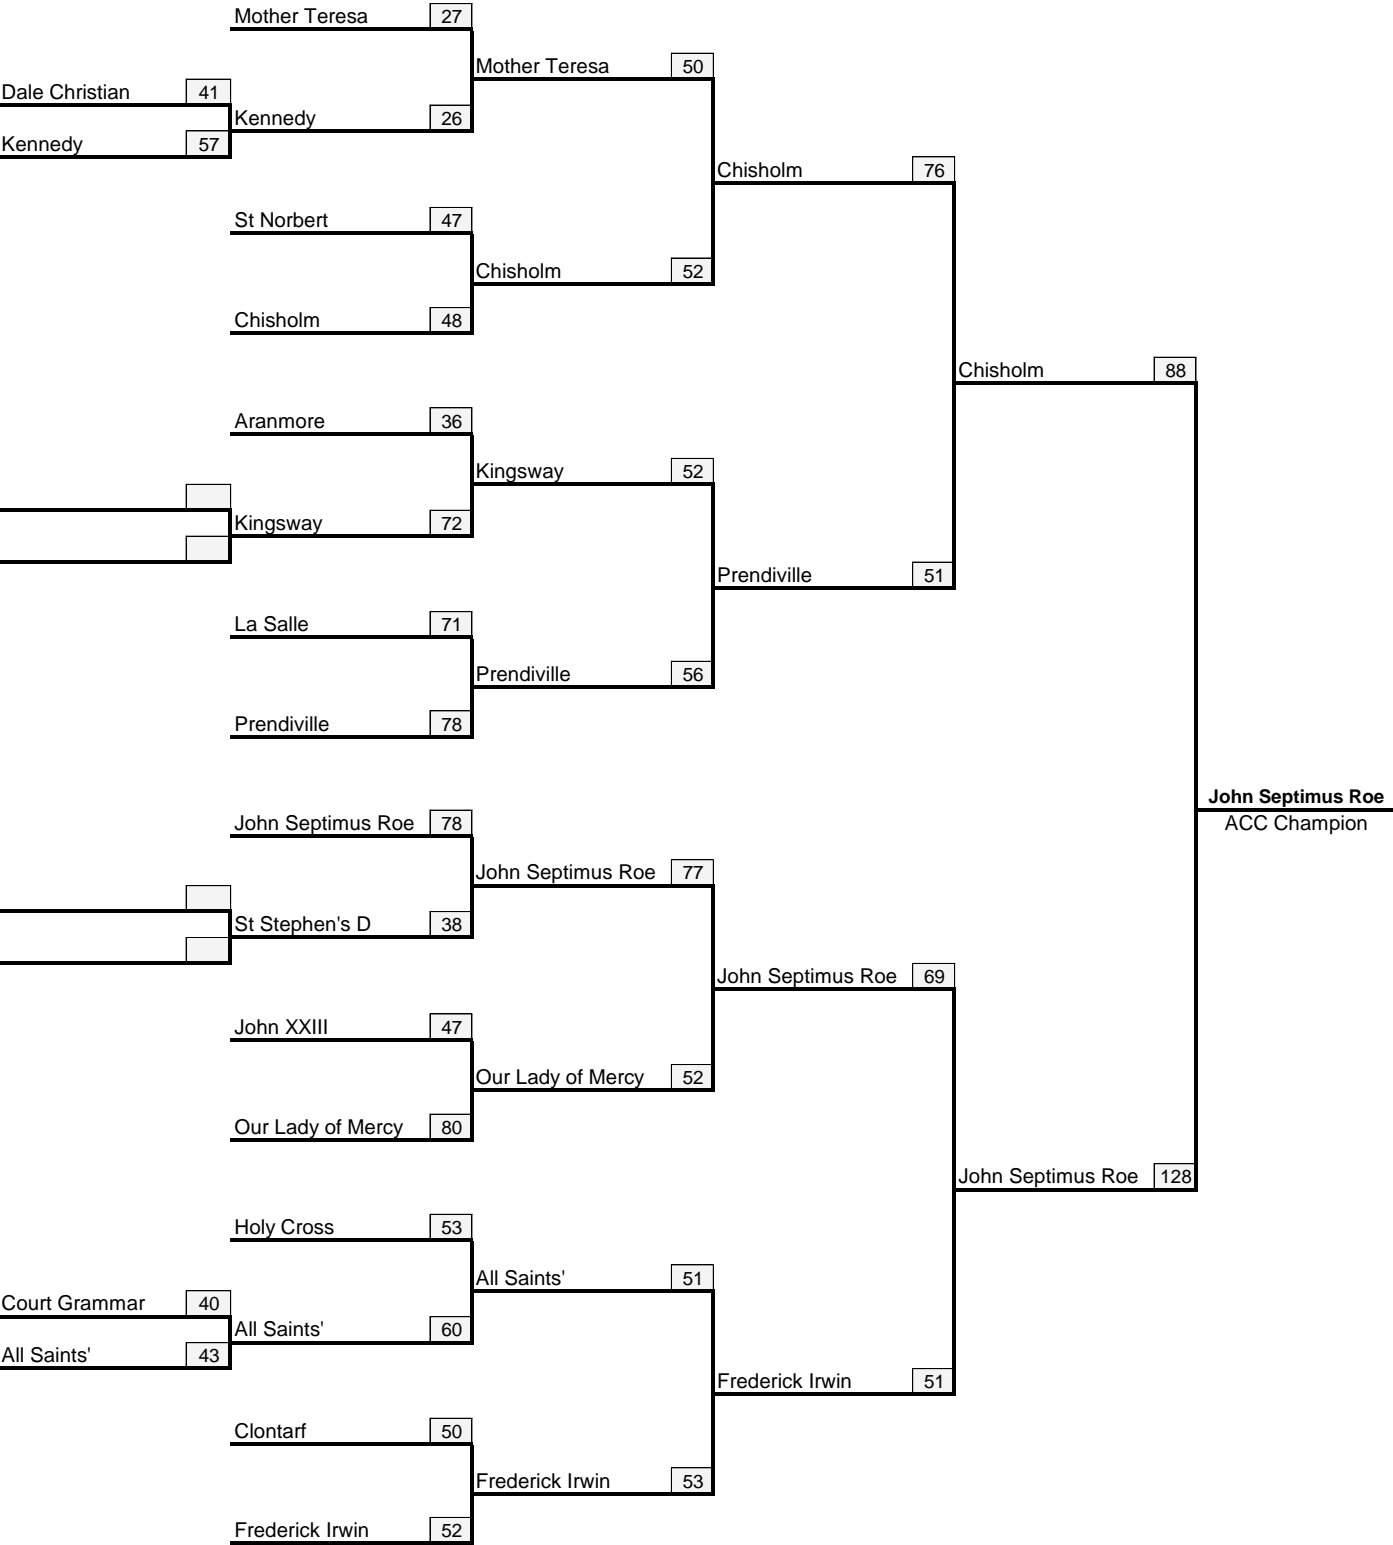 Mother Teresa 27
Mother Teresa 50
Dale Christian 41
Kennedy 26
Kennedy 57
Chisholm 76
St Norbert 47
Chisholm 52
Chisholm 48
Chisholm 88
Aranmore 36
Kingsway 52
Kingsway 72
Prendiville 51
La Salle 71
Prendiville 56
Prendiville 78
John Septimus Roe
ACC Champion
John Septimus Roe 78
John Septimus Roe 77
St Stephen's D 38
John Septimus Roe 69
John XXIII 47
Our Lady of Mercy 52
Our Lady of Mercy 80
John Septimus Roe 128
Holy Cross 53
All Saints' 51
Court Grammar 40
All Saints' 60
All Saints' 43
Frederick Irwin 51
Clontarf 50
Frederick Irwin 53
Frederick Irwin 52